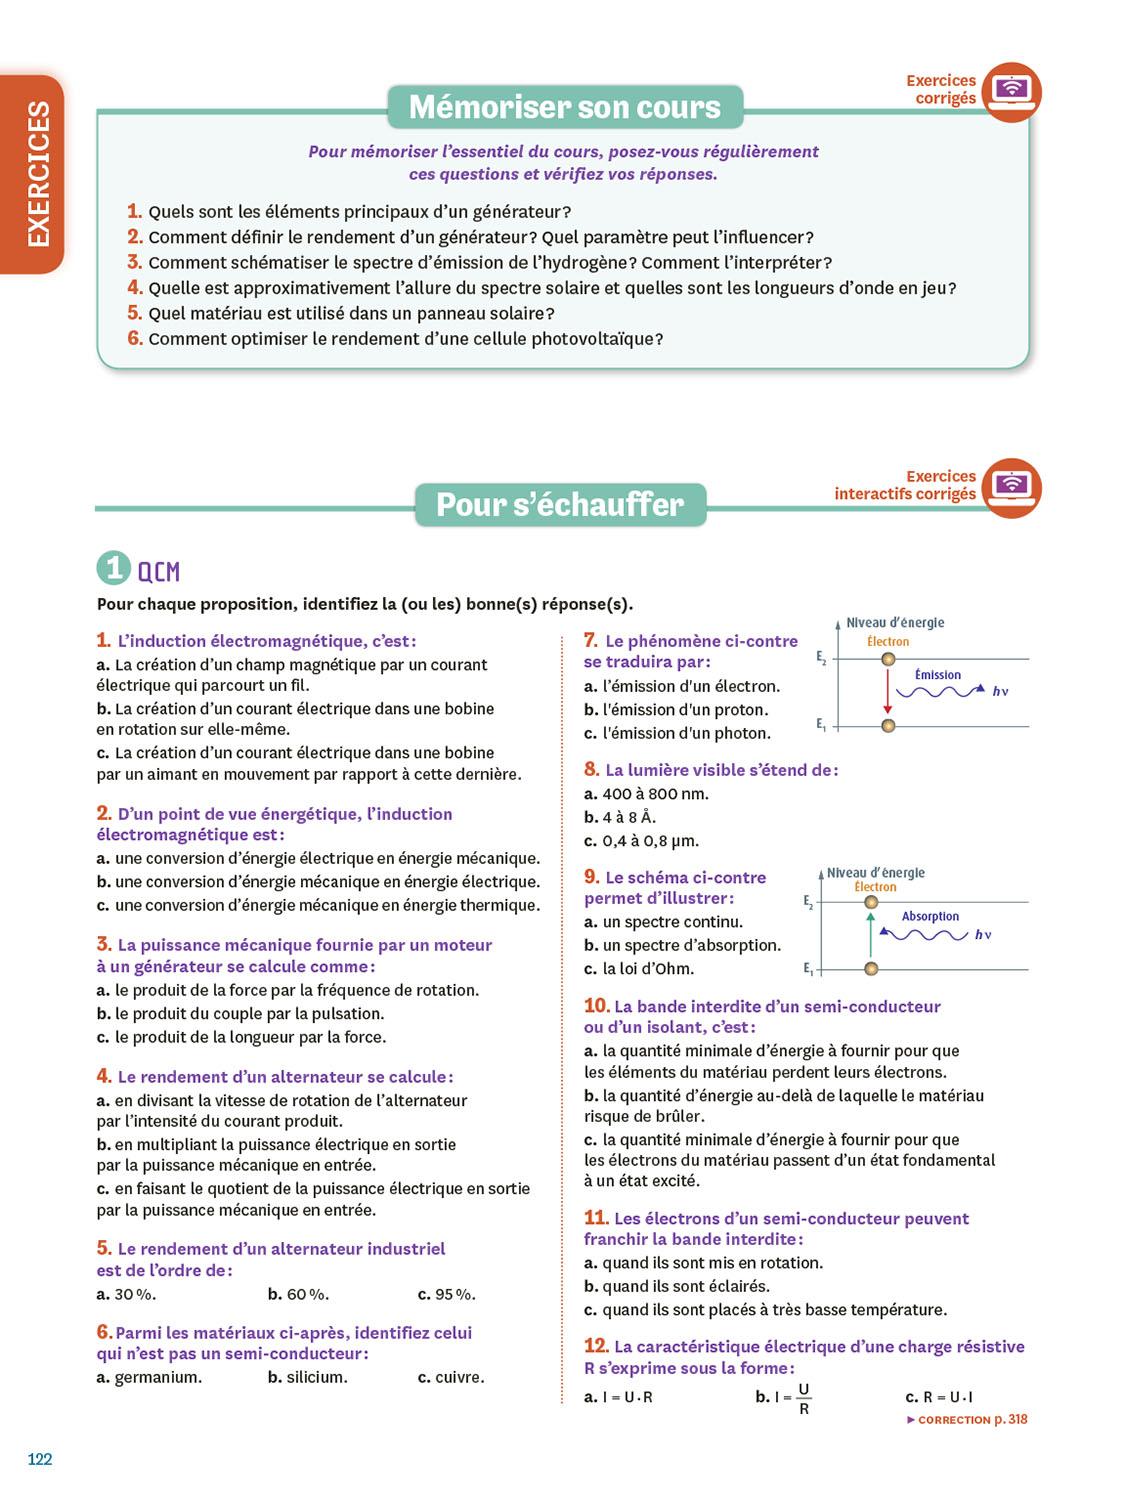 EXERCICES
Exercices
corrigés
Mémoriser son cours
Pour mémoriser l'essentiel du cours, posez-vous régulièrement
ces questions et vérifiez vos réponses.
1. Quels sont les éléments principaux d'un générateur?
2. Comment définir le rendement d'un générateur? Quel paramètre peut l'influencer?
3. Comment schématiser le spectre d'émission de l'hydrogène? Comment l'interpréter?
4. Quelle est approximativement l'allure du spectre solaire et quelles sont les longueurs d'onde en jeu?
5. Quel matériau est utilisé dans un panneau solaire?
6. Comment optimiser le rendement d'une cellule photovoltaïque?
Exercices
interactifs corrigés
Pour s'échauffer
1 QCM
Pour chaque proposition, identifiez la (ou les) bonne(s) réponse(s).
1. L'induction électromagnétique, c'est:
a. La création d'un champ magnétique par un courant
électrique qui parcourt un fil.
b. La création d'un courant électrique dans une bobine
en rotation sur elle-même.
c. La création d'un courant électrique dans une bobine
par un aimant en mouvement par rapport à cette dernière.
2. D'un point de vue énergétique, l'induction
électromagnétique est:
a. une conversion d'énergie électrique en énergie mécanique.
b. une conversion d'énergie mécanique en énergie électrique.
c. une conversion d'énergie mécanique en énergie thermique.
3. La puissance mécanique fournie par un moteur
à un générateur se calcule comme:
a. le produit de la force par la fréquence de rotation.
b. le produit du couple par la pulsation.
c. le produit de la longueur par la force.
4. Le rendement d'un alternateur se calcule:
a. en divisant la vitesse de rotation de l'alternateur
par l'intensité du courant produit.
b. en multipliant la puissance électrique en sortie
par la puissance mécanique en entrée.
c. en faisant le quotient de la puissance électrique en sortie
par la puissance mécanique en entrée.
5. Le rendement d'un alternateur industriel
est de l'ordre de:
a. 30 %. b. 60 %. c. 95 %.
6. Parmi les matériaux ci-après, identifiez celui
qui n'est pas un semi-conducteur:
a. germanium. b. silicium. c. cuivre.
7. Le phénomène ci-contre
se traduira par:
a. l'émission d'un électron.
b. l'émission d'un proton.
c. l'émission d'un photon.
Niveau d'énergie
Électron
E2
Émission
hν
E1
8. La lumière visible s'étend de:
a. 400 à 800 nm.
b. 4 à 8 Å.
c. 0,4 à 0,8 µm.
9. Le schéma ci-contre
permet d'illustrer:
a. un spectre continu.
b. un spectre d'absorption.
c. la loi d'Ohm.
Niveau d'énergie
Électron
E2
Absorption
hν
E1
10. La bande interdite d'un semi-conducteur
ou d'un isolant, c'est:
a. la quantité minimale d'énergie à fournir pour que
les éléments du matériau perdent leurs électrons.
b. la quantité d'énergie au-delà de laquelle le matériau
risque de brûler.
c. la quantité minimale d'énergie à fournir pour que
les électrons du matériau passent d'un état fondamental
à un état excité.
11. Les électrons d'un semi-conducteur peuvent
franchir la bande interdite:
a. quand ils sont mis en rotation.
b. quand ils sont éclairés.
c. quand ils sont placés à très basse température.
12. La caractéristique électrique d'une charge résistive
R s'exprime sous la forme:
a. I = U · R b. I = U/R c. R = U · I
▶ CORRECTION p. 318
122